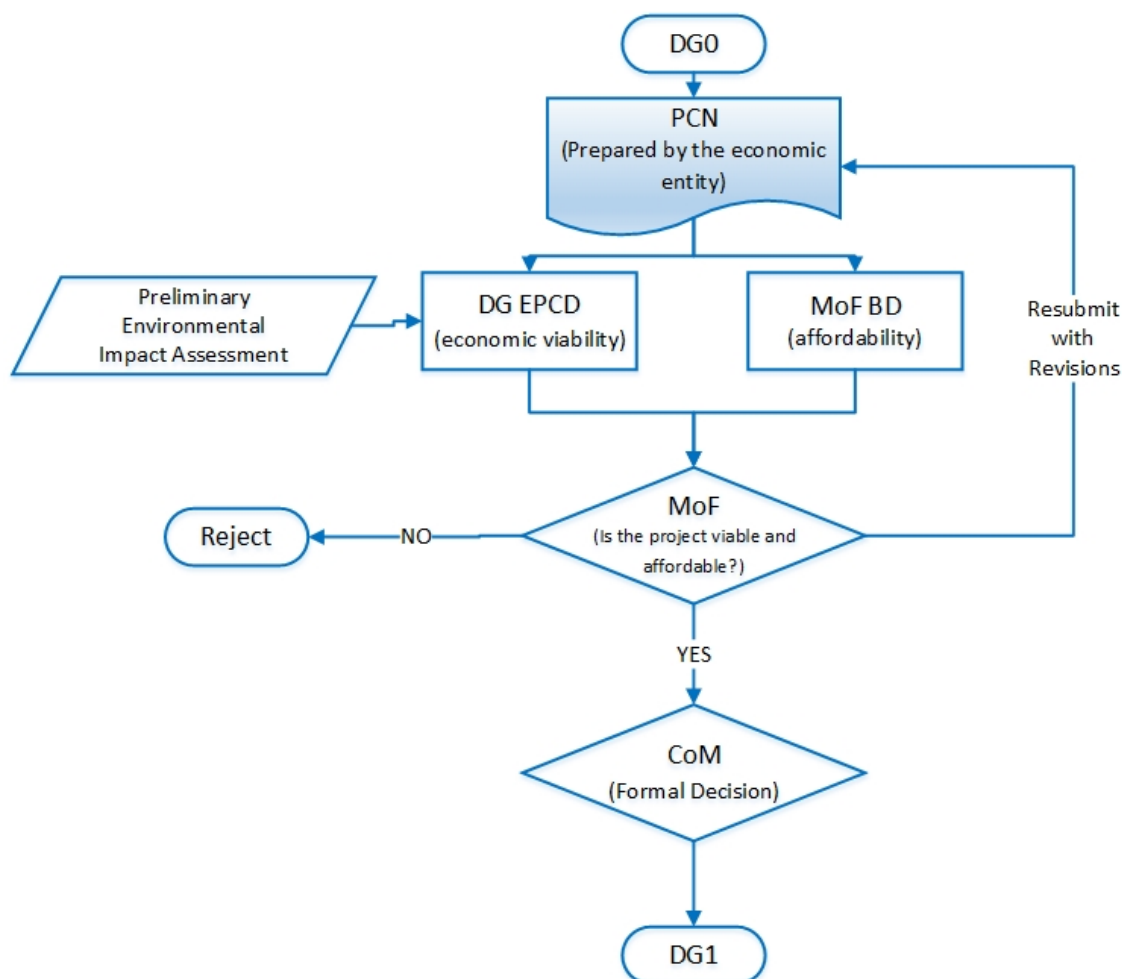 DG0
PCN
(Prepared by the economic
entity)
Preliminary
Environmental
Impact Assessment
DG EPCD
(economic viability)
MoF BD
(affordability)
Resubmit
with
Revisions
MoF
(Is the project viable and
affordable?)
Reject
NO
YES
CoM
(Formal Decision)
DG1